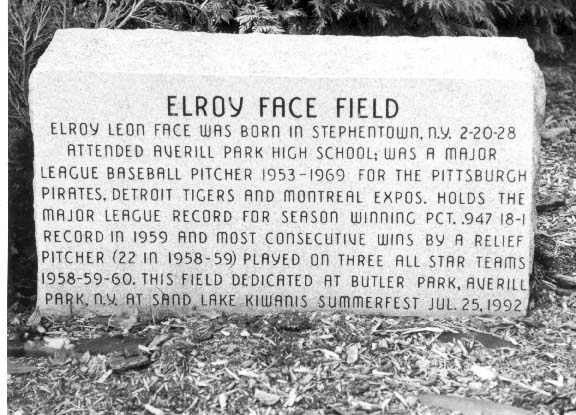 ELROY FACE FIELD
ELROY LEON FACE WAS BORN IN STEPHENTOWN, N.Y. 2-20-28
ATTENDED AVERILL PARK HIGH SCHOOL; WAS A MAJOR
LEAGUE BASEBALL PITCHER 1953-1969 FOR THE PITTSBURGH
PIRATES, DETROIT TIGERS AND MONTREAL EXPOS. HOLDS THE
MAJOR LEAGUE RECORD FOR SEASON WINNING PCT. .947 18-1
RECORD IN 1959 AND MOST CONSECUTIVE WINS BY A RELIEF
PITCHER (22 IN 1958-59) PLAYED ON THREE ALL STAR TEAMS
1958-59-60. THIS FIELD DEDICATED AT BUTLER PARK, AVERILL
PARK, N.Y. AT SAND LAKE KIWANIS SUMMERFEST JUL. 25, 1992